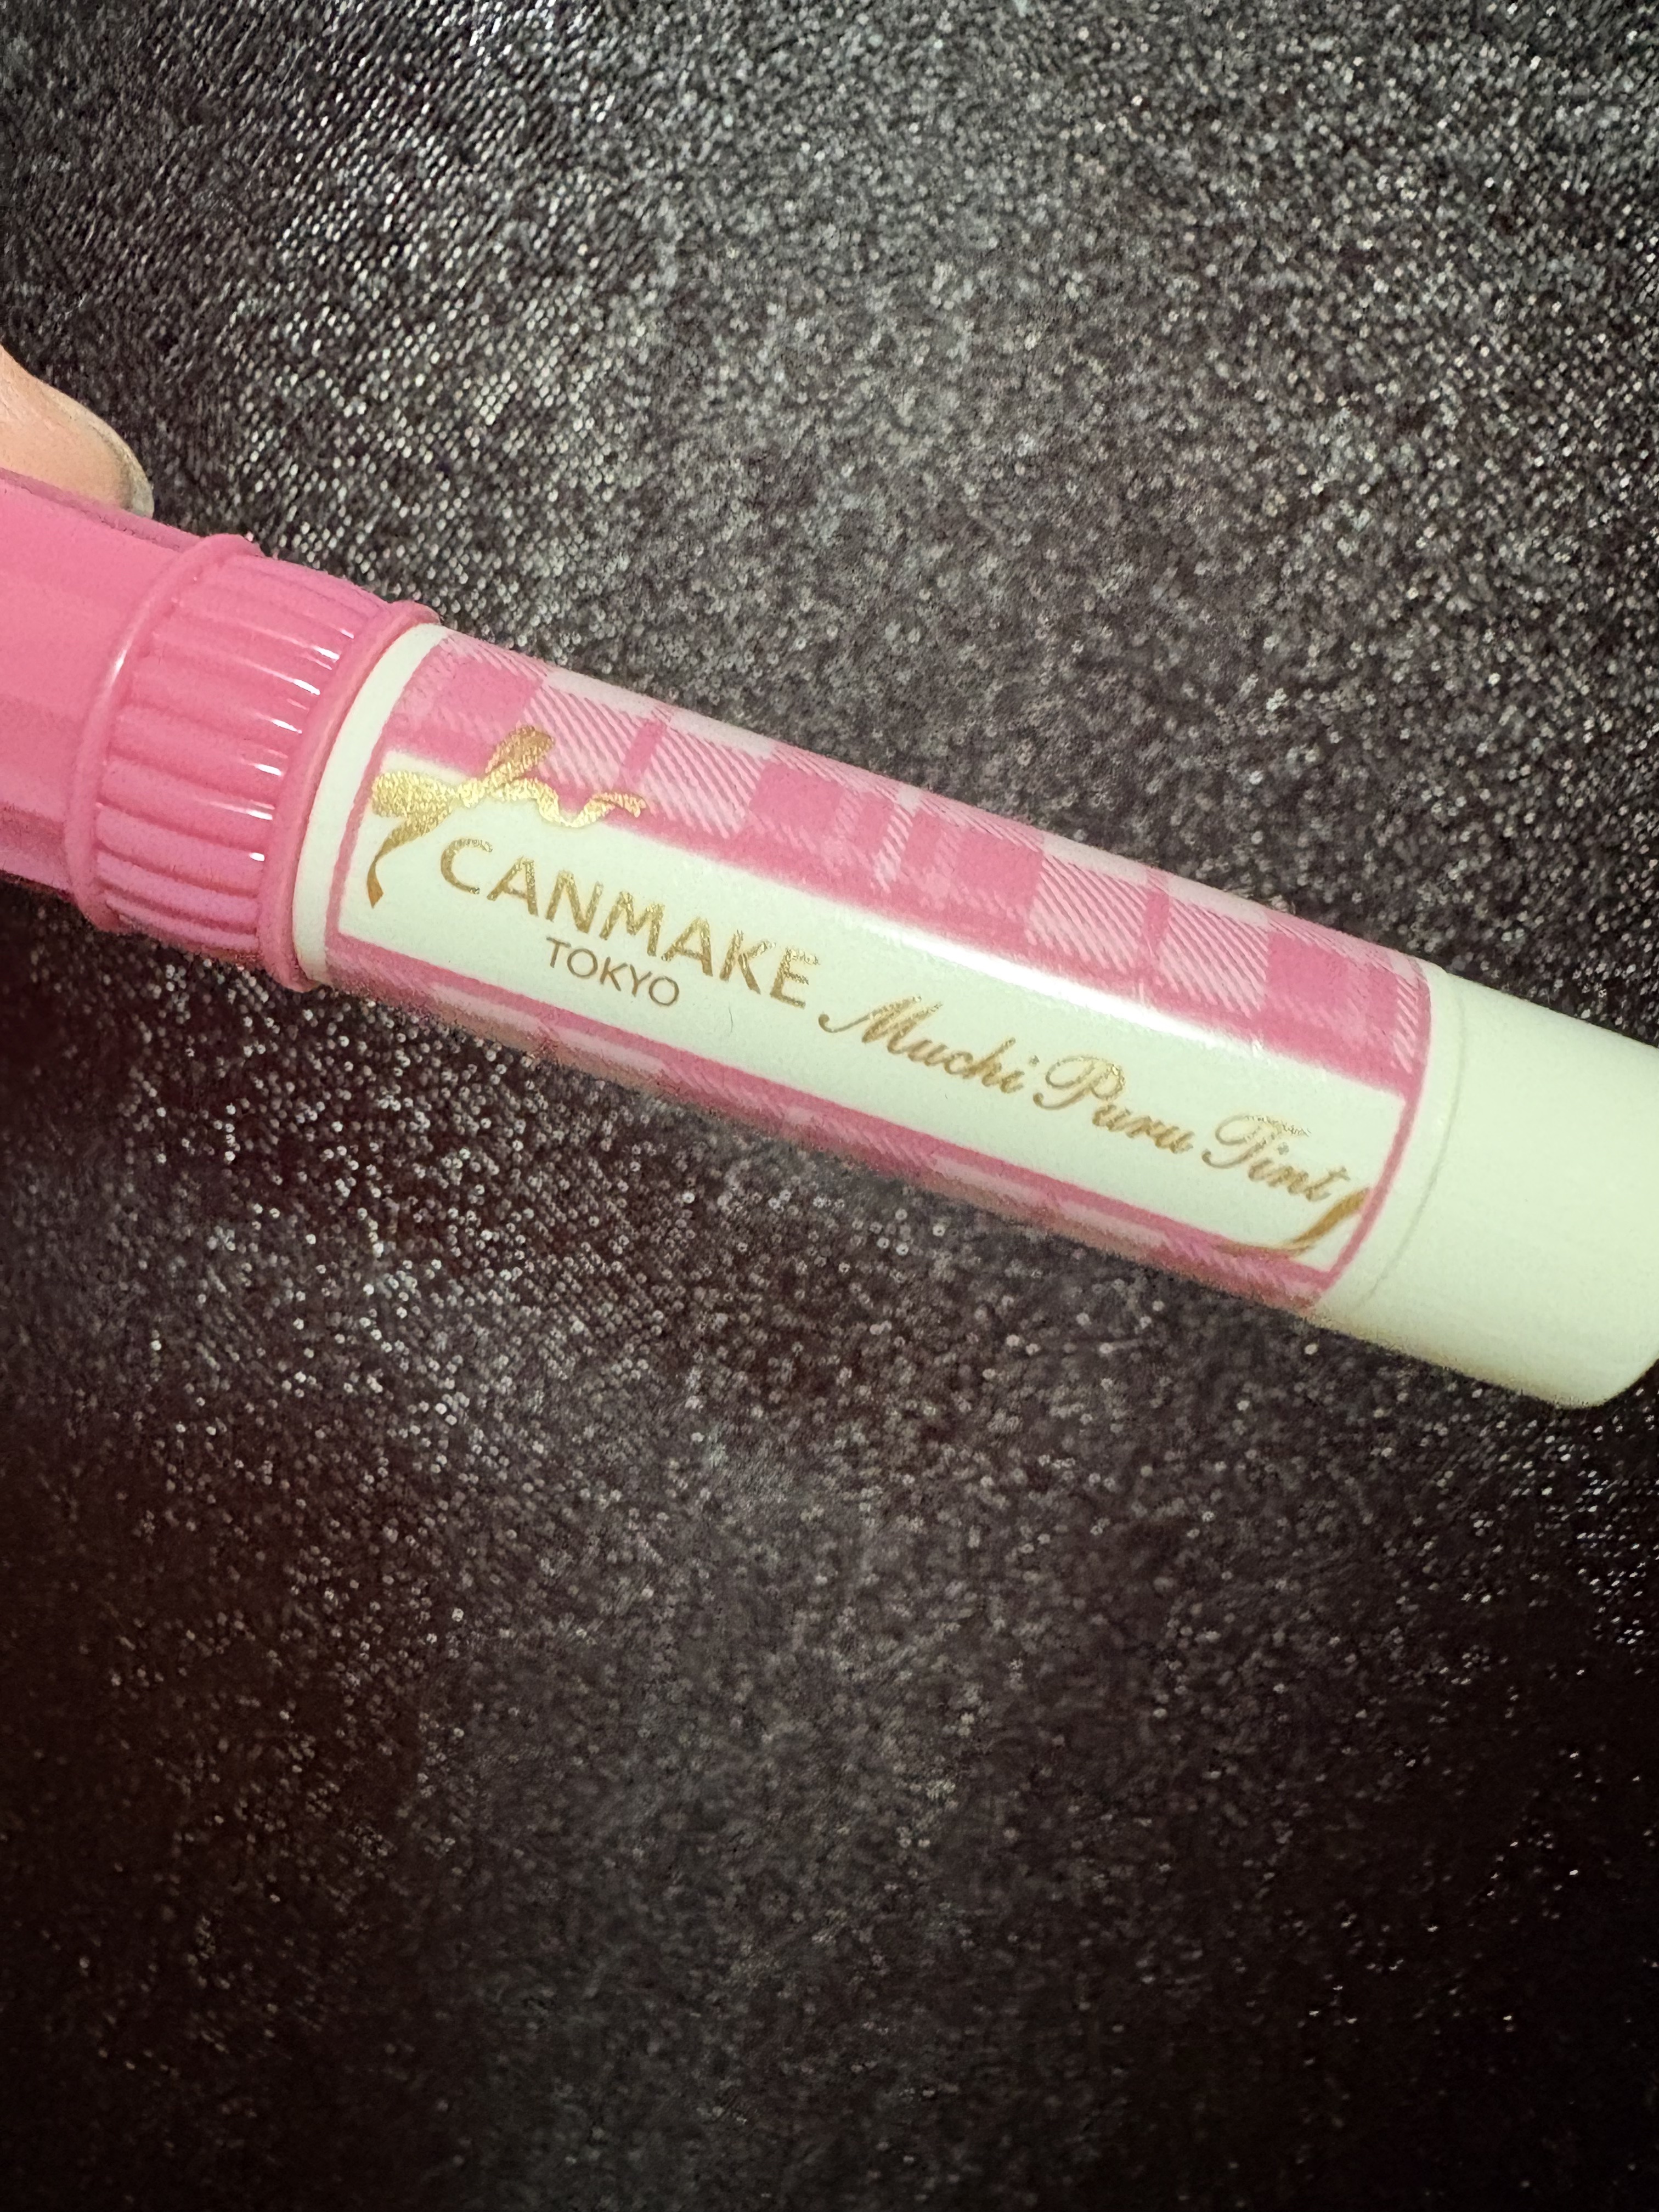 CANMAKE
TOKYO
Muchi Puru Tint